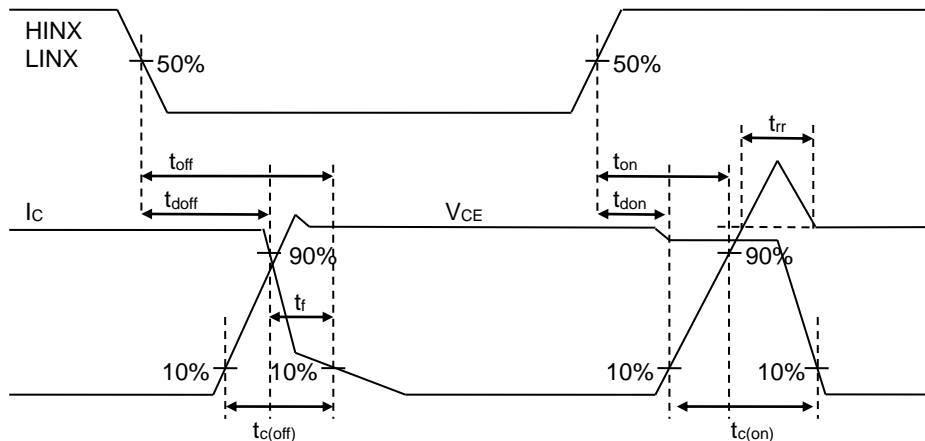 HINX
LINX
50%
50%
trr
toff
ton
tdoff
tdon
IC
VCE
90%
90%
tf
10%
10%
10%
10%
tc(off)
tc(on)